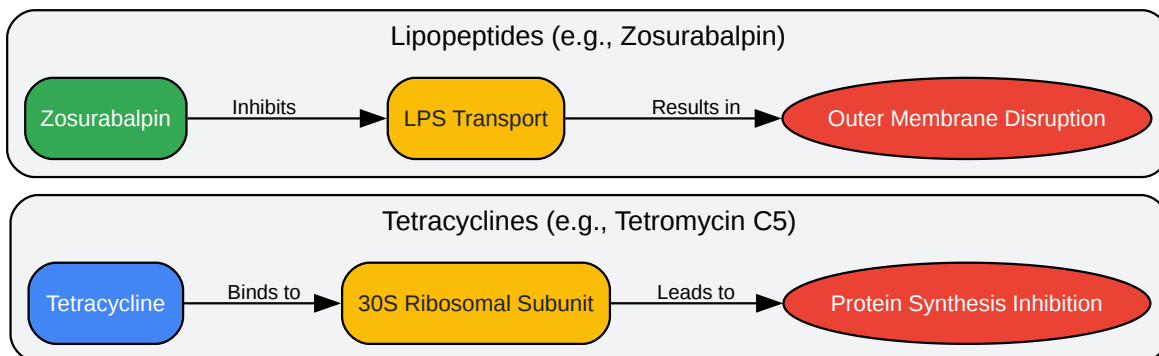 Lipopeptides (e.g., Zosurabalpin)
Zosurabalpin
Inhibits
LPS Transport
Results in
Outer Membrane Disruption
Tetracyclines (e.g., Tetromycin C5)
Tetracycline
Binds to
30S Ribosomal Subunit
Leads to
Protein Synthesis Inhibition